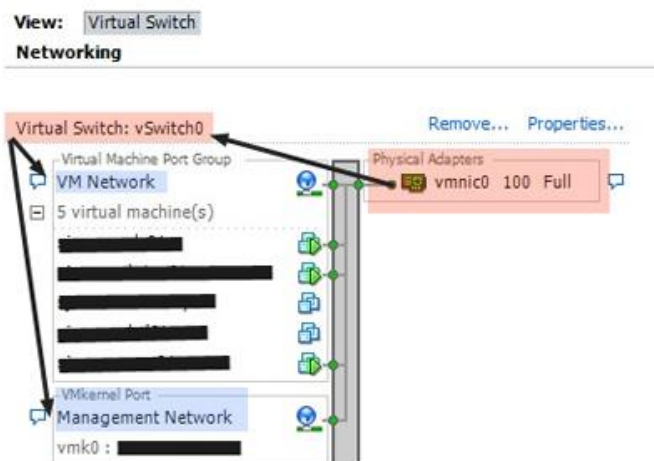 View: Virtual Switch
Networking
Virtual Switch: vSwitch0
Remove... Properties...
Virtual Machine Port Group
Physical Adapters
VM Network
vmnic0 100 Full
5 virtual machine(s)
VMkernel Port
Management Network
vmk0 :